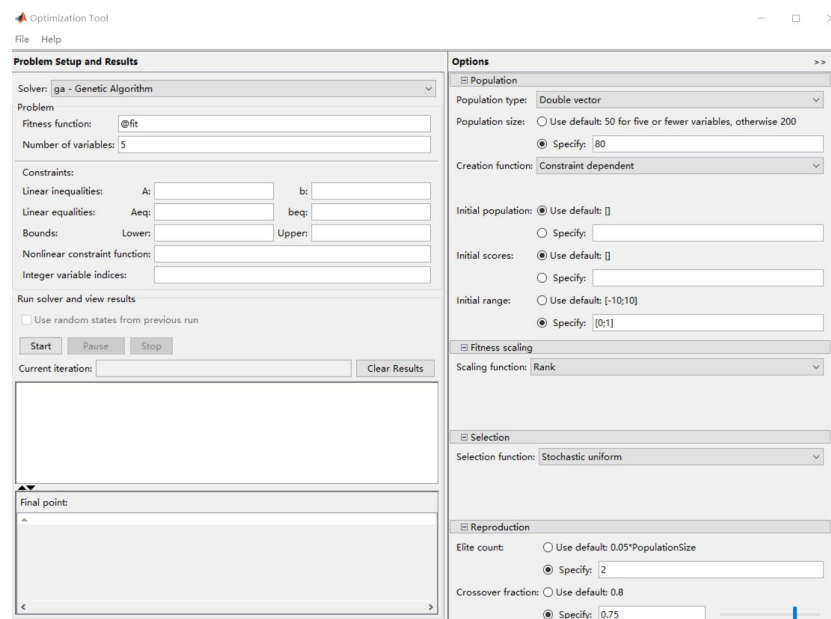 Optimization Tool
File Help
Problem Setup and Results
Solver: ga - Genetic Algorithm
Problem
Fitness function: @fit
Number of variables: 5
Constraints:
Linear inequalities: A: b:
Linear equalities: Aeq: beq:
Bounds: Lower: Upper:
Nonlinear constraint function:
Integer variable indices:
Run solver and view results
Use random states from previous run
Start Pause Stop
Current iteration: Clear Results
Final point:
Options >>
Population
Population type: Double vector
Population size: Use default: 50 for five or fewer variables, otherwise 200
Specify: 80
Creation function: Constraint dependent
Initial population: Use default: []
Specify:
Initial scores: Use default: []
Specify:
Initial range: Use default: [-10;10]
Specify: [0;1]
Fitness scaling
Scaling function: Rank
Selection
Selection function: Stochastic uniform
Reproduction
Elite count: Use default: 0.05*PopulationSize
Specify: 2
Crossover fraction: Use default: 0.8
Specify: 0.75